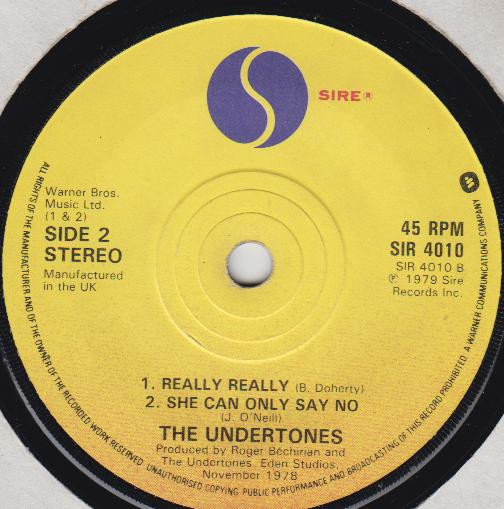 SIRE®
Warner Bros.
Music Ltd.
(1 & 2)
SIDE 2
STEREO
Manufactured
in the UK
45 RPM
SIR 4010
SIR 4010 B
℗ 1979 Sire
Records Inc.
1. REALLY REALLY (B. Doherty)
2. SHE CAN ONLY SAY NO
(J. O'Neill)
THE UNDERTONES
Produced by Roger Bechirian and
The Undertones. Eden Studios,
November 1978
ALL RIGHTS OF THE MANUFACTURER AND OF THE OWNER OF THE RECORDED WORK RESERVED UNAUTHORISED COPYING PUBLIC PERFORMANCE AND BROADCASTING OF THIS RECORD PROHIBITED A WARNER COMMUNICATIONS COMPANY